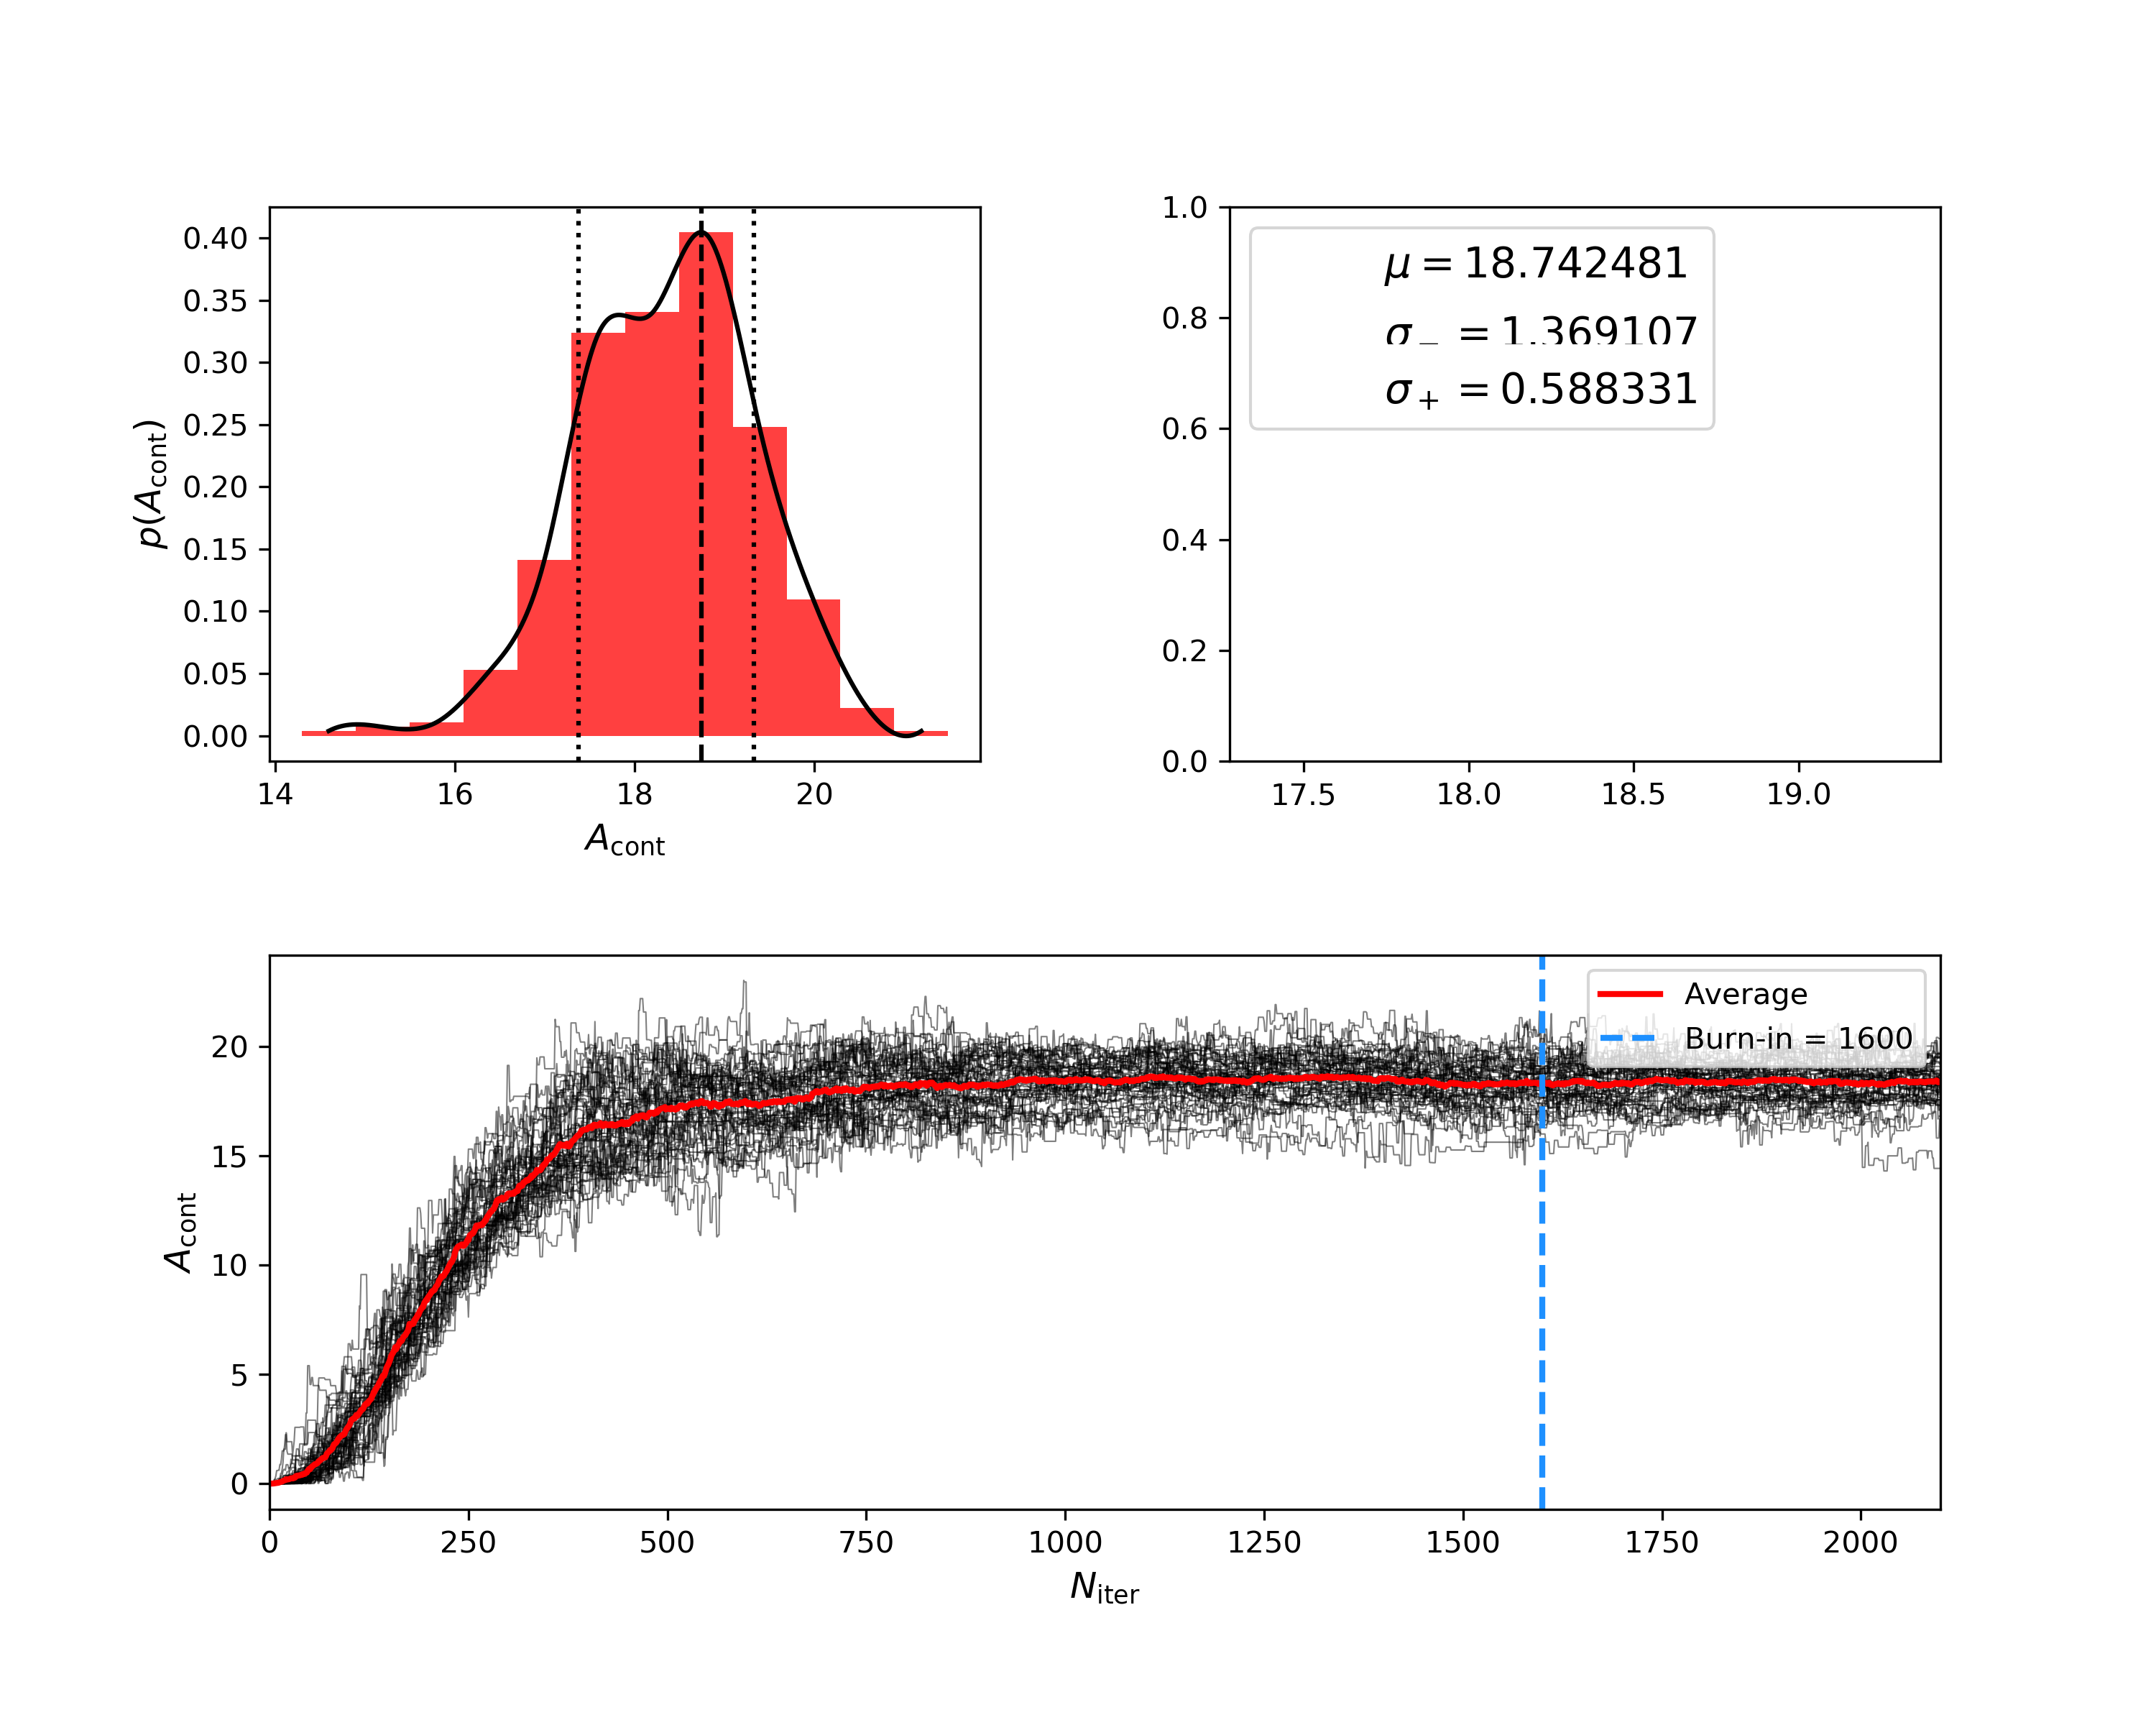 0.40
0.35
0.30
0.25
0.20
0.15
0.10
0.05
0.00
p(A_cont)
14 16 18 20
A_cont
1.0
0.8
0.6
0.4
0.2
0.0
μ = 18.742481
σ_− = 1.369107
σ_+ = 0.588331
17.5 18.0 18.5 19.0
20
15
10
5
0
A_cont
Average
Burn-in = 1600
0 250 500 750 1000 1250 1500 1750 2000
N_iter